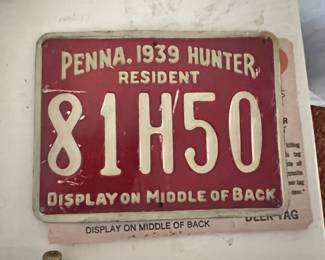 PENNA. 1939 HUNTER
RESIDENT
81H50
DISPLAY ON MIDDLE OF BACK
DISPLAY ON MIDDLE OF BACK
DEER TAG